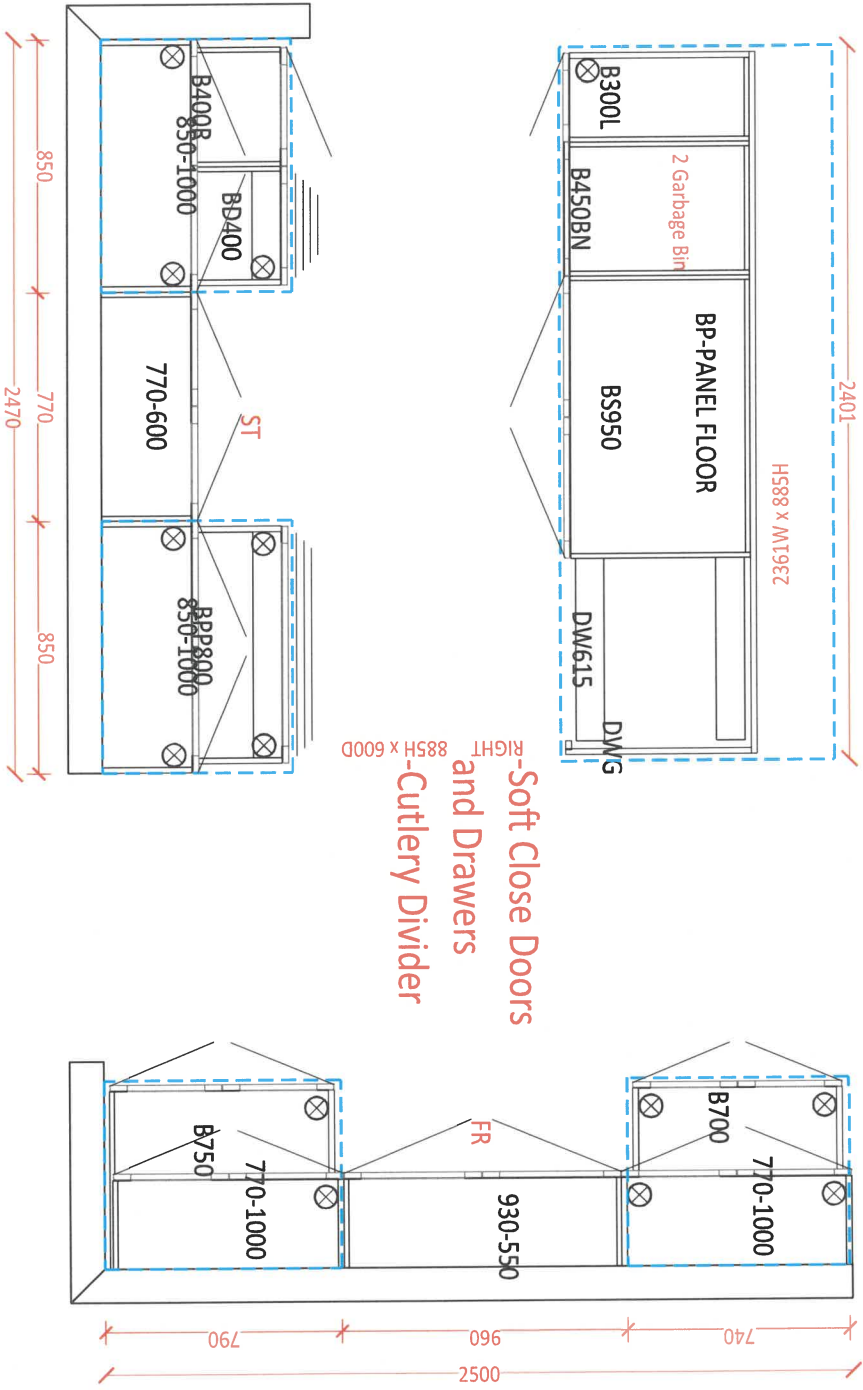 2401
2361W x 885H
B300L
B450BN
2 Garbage Bin
BP-PANEL FLOOR
BS950
DW615
DWG
B400R
850-1000
BD400
770-600
ST
BPP800
850-1000
850
770
850
2470
RIGHT
885H x 600D
-Soft Close Doors
and Drawers
-Cutlery Divider
B750
770-1000
FR
930-550
B700
770-1000
790
960
740
2500